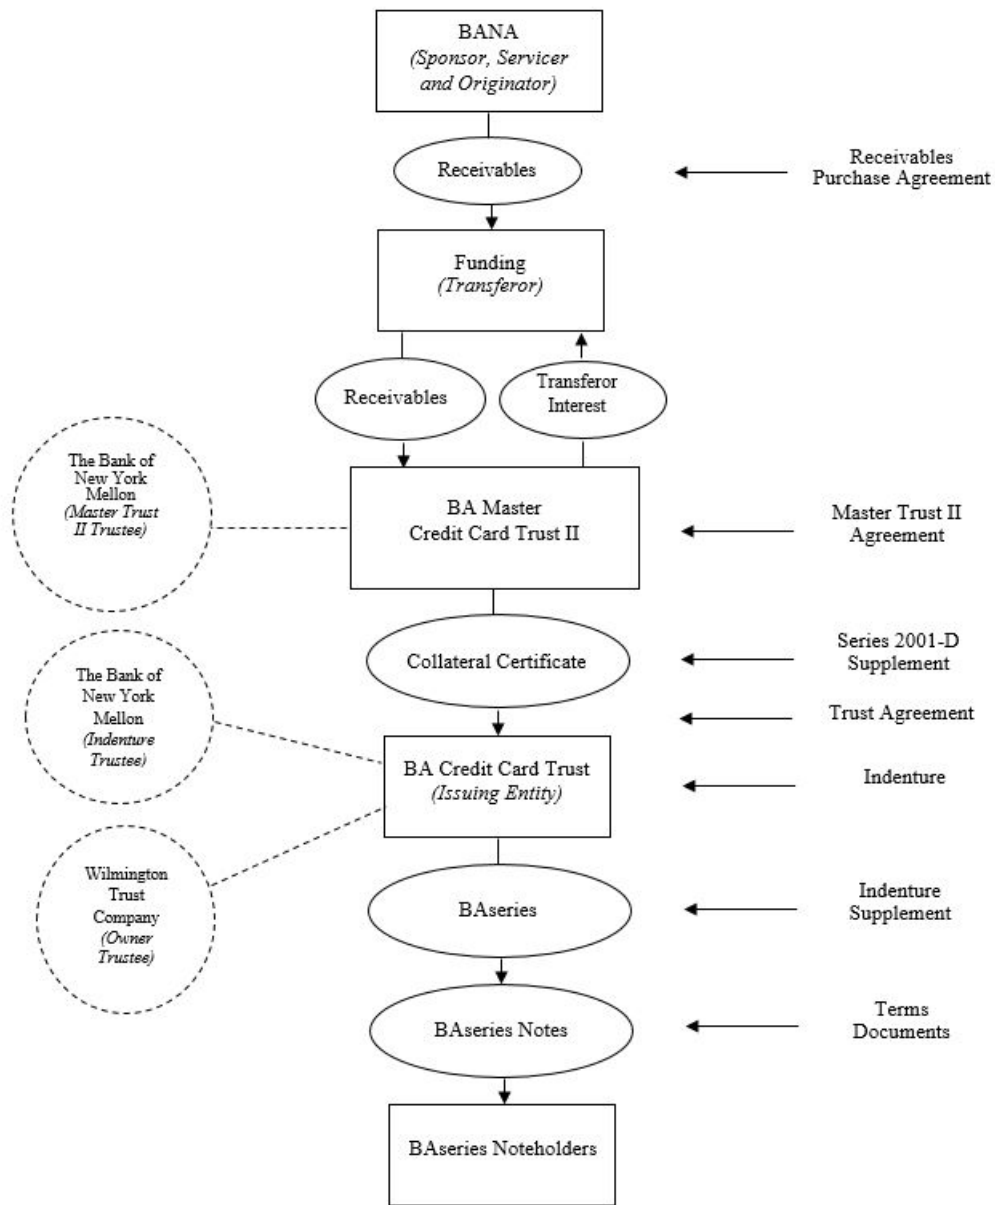 BANA
(Sponsor, Servicer
and Originator)
Receivables
Receivables
Purchase Agreement
Funding
(Transferor)
Receivables
Transferor
Interest
The Bank of
New York
Mellon
(Master Trust
II Trustee)
BA Master
Credit Card Trust II
Master Trust II
Agreement
Collateral Certificate
Series 2001-D
Supplement
The Bank of
New York
Mellon
(Indenture
Trustee)
Trust Agreement
BA Credit Card Trust
(Issuing Entity)
Indenture
Wilmington
Trust
Company
(Owner
Trustee)
BAseries
Indenture
Supplement
BAseries Notes
Terms
Documents
BAseries Noteholders